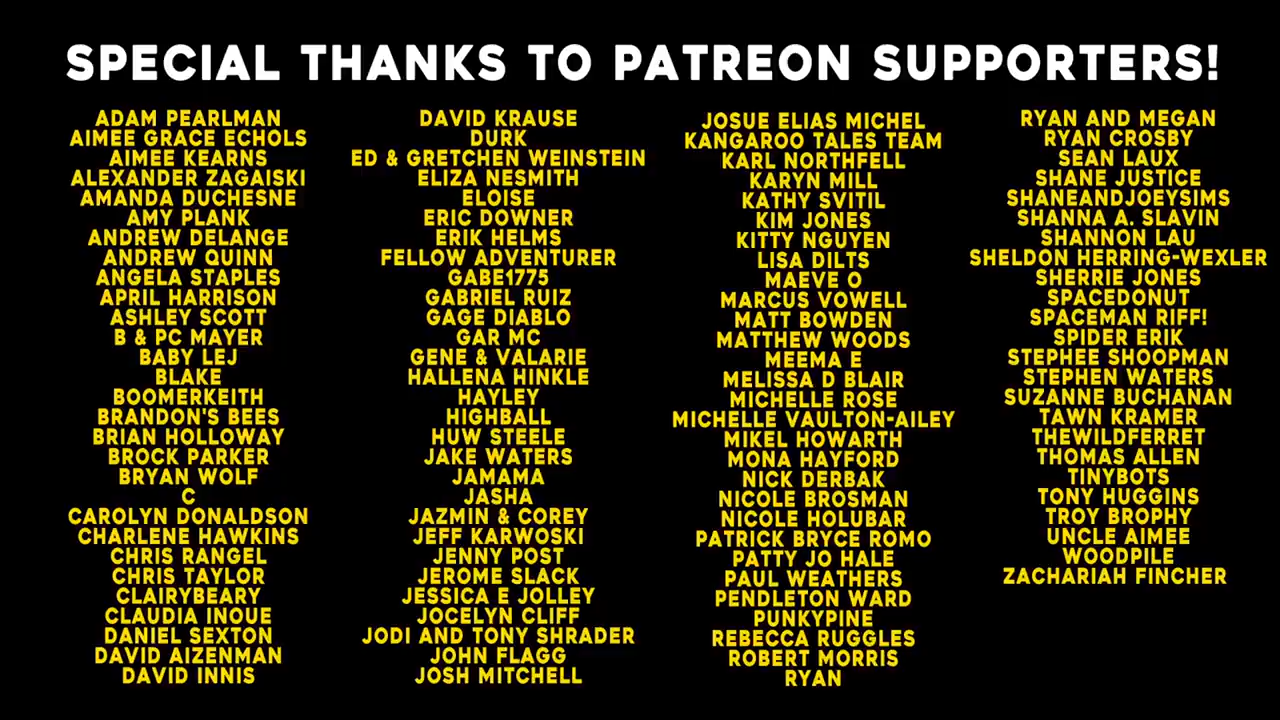 SPECIAL THANKS TO PATREON SUPPORTERS!
ADAM PEARLMAN
AIMEE GRACE ECHOLS
AIMEE KEARNS
ALEXANDER ZAGAISKI
AMANDA DUCHESNE
AMY PLANK
ANDREW DELANGE
ANDREW QUINN
ANGELA STAPLES
APRIL HARRISON
ASHLEY SCOTT
B & PC MAYER
BABY LEJ
BLAKE
BOOMERKEITH
BRANDON'S BEES
BRIAN HOLLOWAY
BROCK PARKER
BRYAN WOLF
C
CAROLYN DONALDSON
CHARLENE HAWKINS
CHRIS RANGEL
CHRIS TAYLOR
CLAIRYBEARY
CLAUDIA INOUE
DANIEL SEXTON
DAVID AIZENMAN
DAVID INNIS
DAVID KRAUSE
DURK
ED & GRETCHEN WEINSTEIN
ELIZA NESMITH
ELOISE
ERIC DOWNER
ERIK HELMS
FELLOW ADVENTURER
GABE1775
GABRIEL RUIZ
GAGE DIABLO
GAR MC
GENE & VALARIE
HALLENA HINKLE
HAYLEY
HIGHBALL
HUW STEELE
JAKE WATERS
JAMAMA
JASHA
JAZMIN & COREY
JEFF KARWOSKI
JENNY POST
JEROME SLACK
JESSICA E JOLLEY
JOCELYN CLIFF
JODI AND TONY SHRADER
JOHN FLAGG
JOSH MITCHELL
JOSUE ELIAS MICHEL
KANGAROO TALES TEAM
KARL NORTHFELL
KARYN MILL
KATHY SVITIL
KIM JONES
KITTY NGUYEN
LISA DILTS
MAEVE O
MARCUS VOWELL
MATT BOWDEN
MATTHEW WOODS
MEEMA E
MELISSA D BLAIR
MICHELLE ROSE
MICHELLE VAULTON-AILEY
MIKEL HOWARTH
MONA HAYFORD
NICK DERBAK
NICOLE BROSMAN
NICOLE HOLUBAR
PATRICK BRYCE ROMO
PATTY JO HALE
PAUL WEATHERS
PENDLETON WARD
PUNKYPINE
REBECCA RUGGLES
ROBERT MORRIS
RYAN
RYAN AND MEGAN
RYAN CROSBY
SEAN LAUX
SHANE JUSTICE
SHANEANDJOEYSIMS
SHANNA A. SLAVIN
SHANNON LAU
SHELDON HERRING-WEXLER
SHERRIE JONES
SPACEDONUT
SPACEMAN RIFF!
SPIDER ERIK
STEPHEE SHOOPMAN
STEPHEN WATERS
SUZANNE BUCHANAN
TAWN KRAMER
THEWILDFERRET
THOMAS ALLEN
TINYBOTS
TONY HUGGINS
TROY BROPHY
UNCLE AIMEE
WOODPILE
ZACHARIAH FINCHER